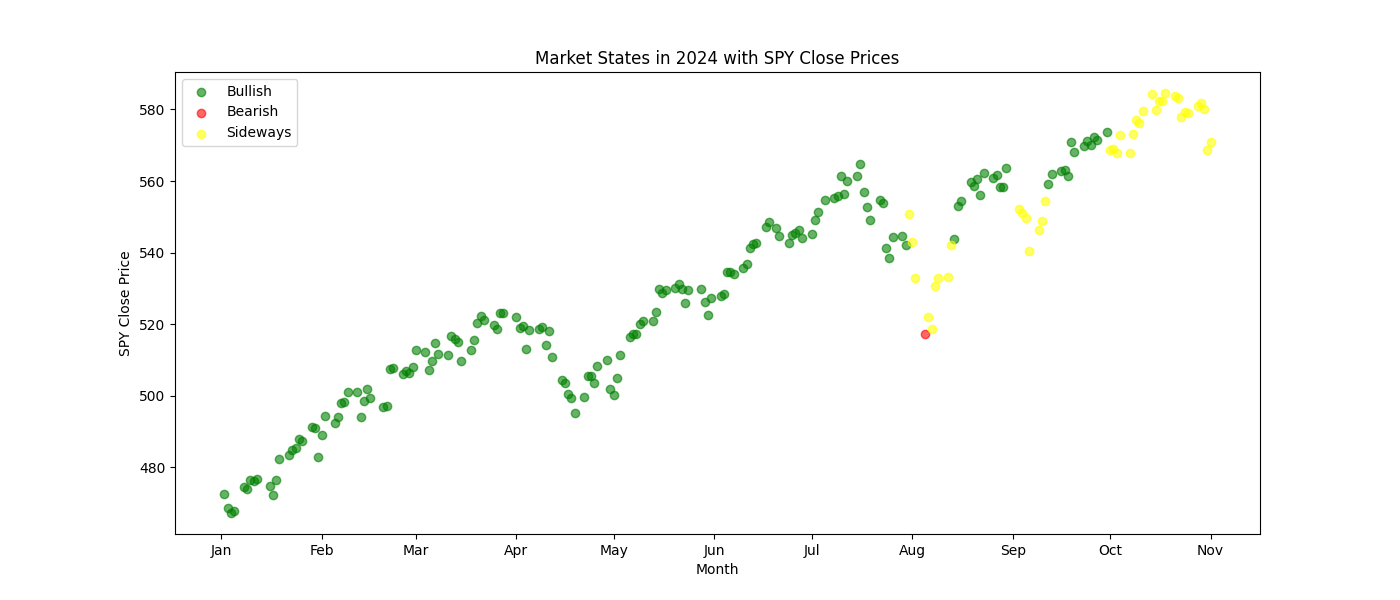 Market States in 2024 with SPY Close Prices
Bullish
Bearish
Sideways
SPY Close Price
580
560
540
520
500
480
Jan Feb Mar Apr May Jun Jul Aug Sep Oct Nov
Month